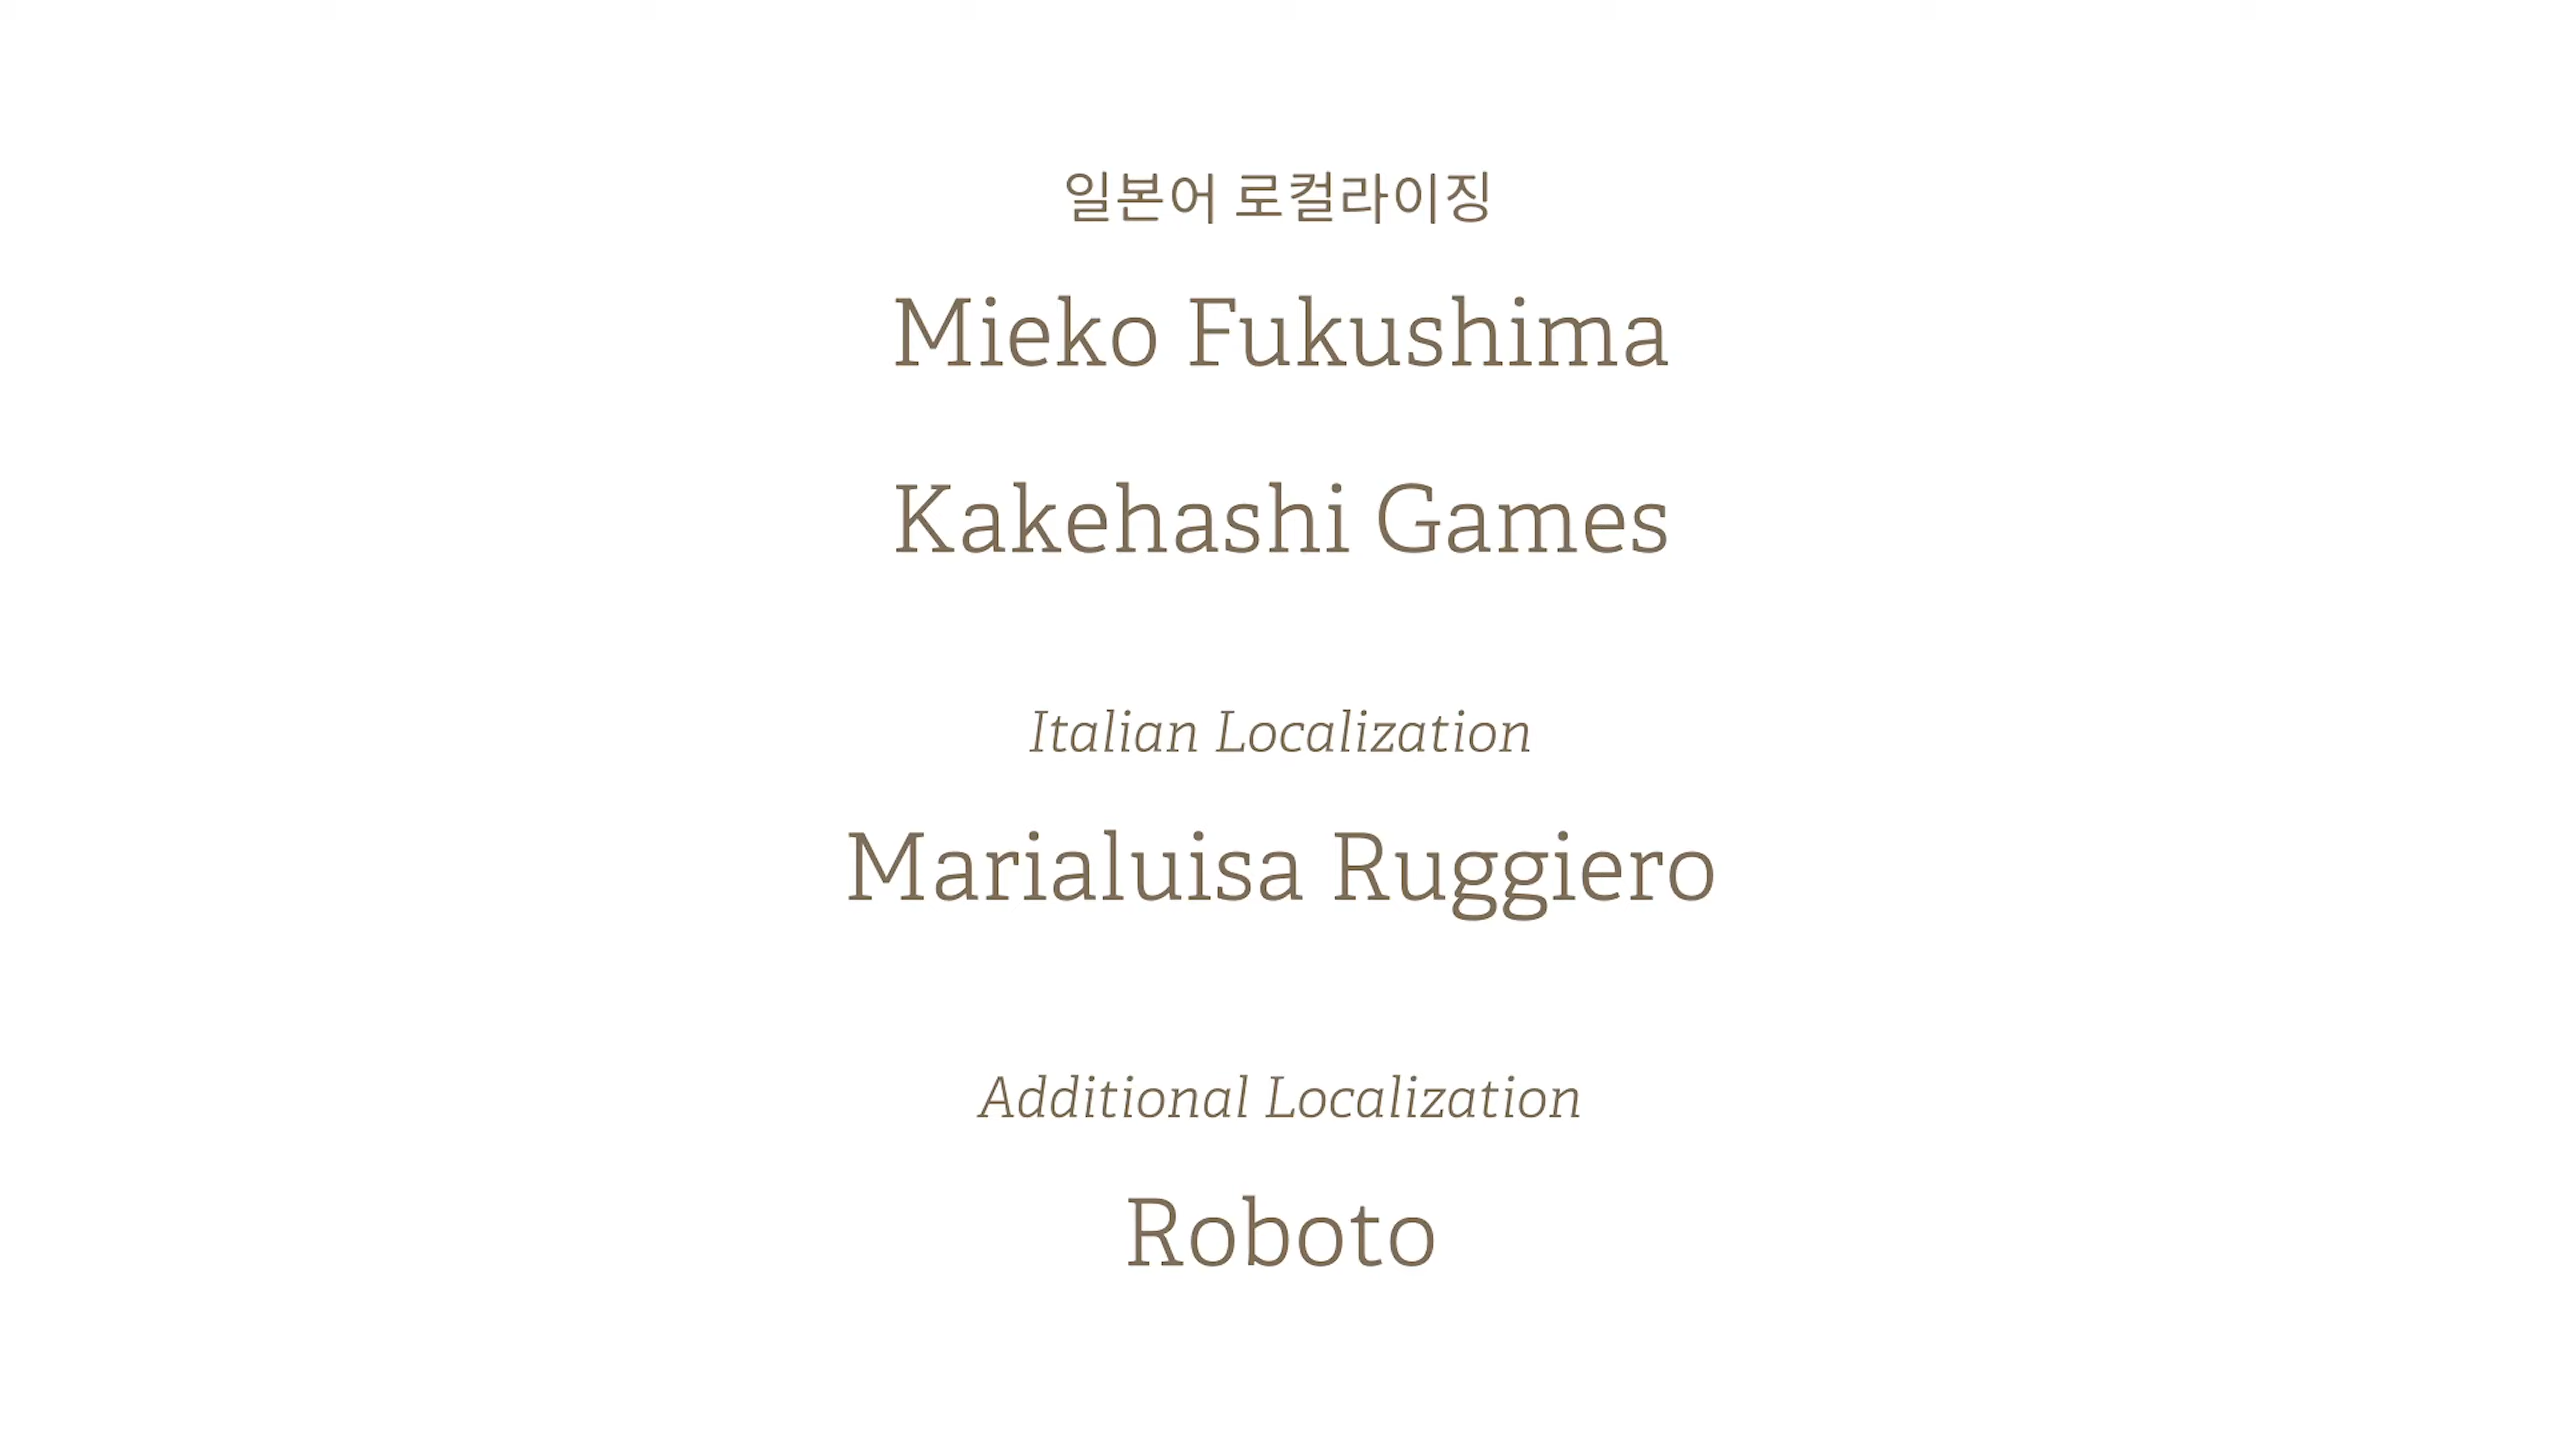 일본어 로컬라이징
Mieko Fukushima
Kakehashi Games
Italian Localization
Marialuisa Ruggiero
Additional Localization
Roboto